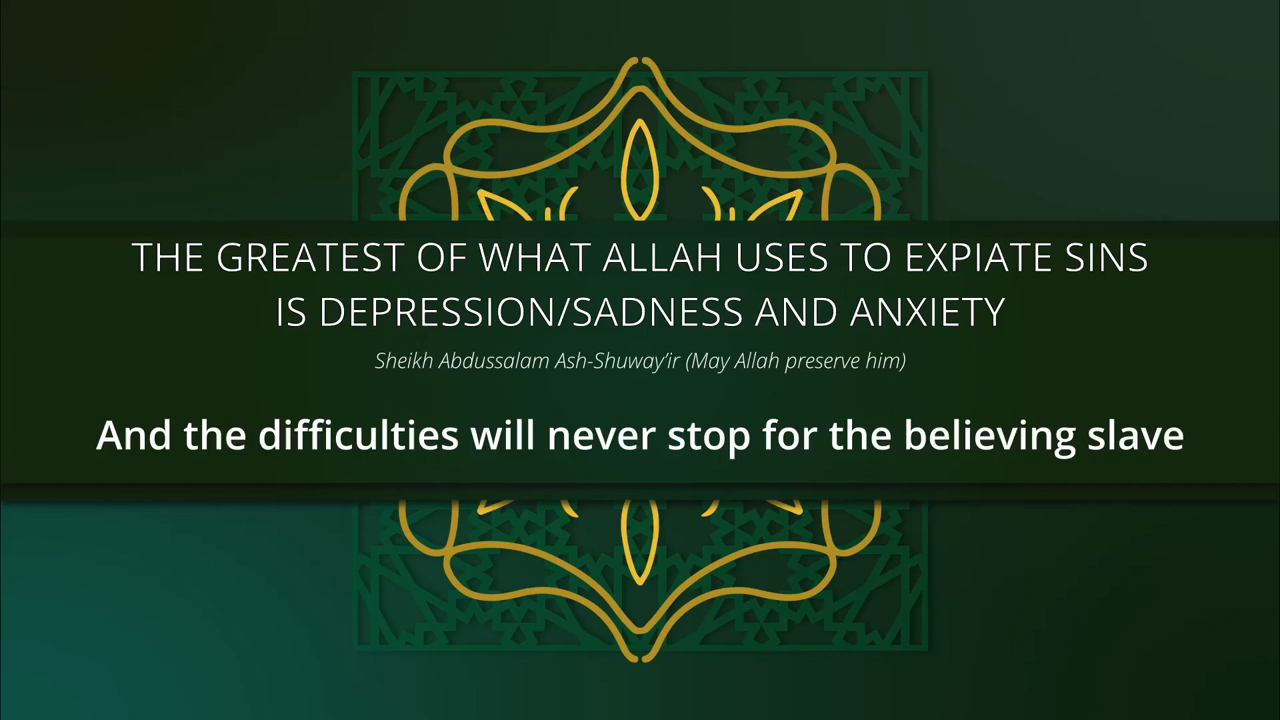 THE GREATEST OF WHAT ALLAH USES TO EXPIATE SINS
IS DEPRESSION/SADNESS AND ANXIETY
Sheikh Abdussalam Ash-Shuway’ir (May Allah preserve him)
And the difficulties will never stop for the believing slave